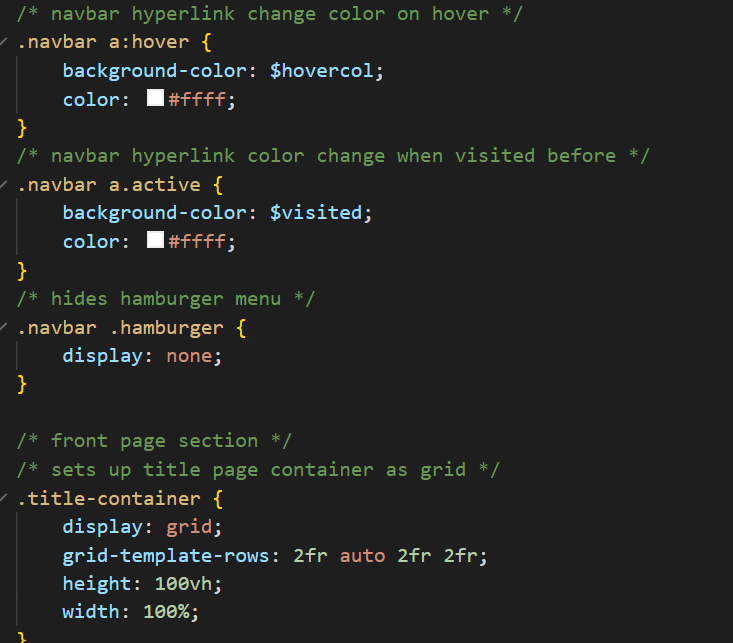 /* navbar hyperlink change color on hover */
.navbar a:hover {
background-color: $hovercol;
color: #ffff;
}
/* navbar hyperlink color change when visited before */
.navbar a.active {
background-color: $visited;
color: #ffff;
}
/* hides hamburger menu */
.navbar .hamburger {
display: none;
}
/* front page section */
/* sets up title page container as grid */
.title-container {
display: grid;
grid-template-rows: 2fr auto 2fr 2fr;
height: 100vh;
width: 100%;
}